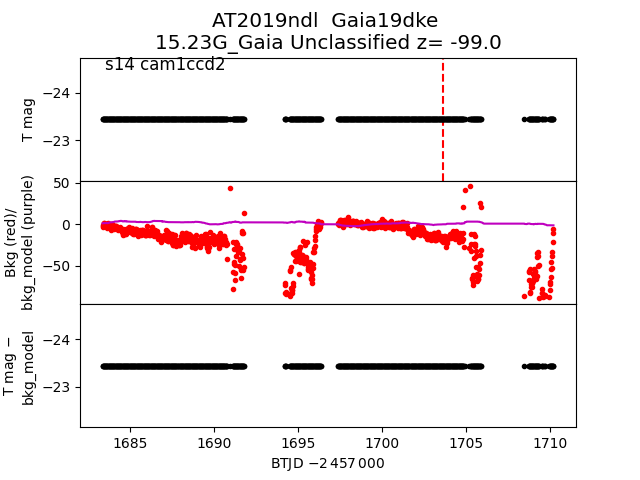 AT2019ndl  Gaia19dke
15.23G_Gaia Unclassified z= -99.0
s14 cam1ccd2
T mag
−24
−23
Bkg (red)/
bkg_model (purple)
50
0
−50
T mag −
bkg_model
−24
−23
1685 1690 1695 1700 1705 1710
BTJD −2 457 000